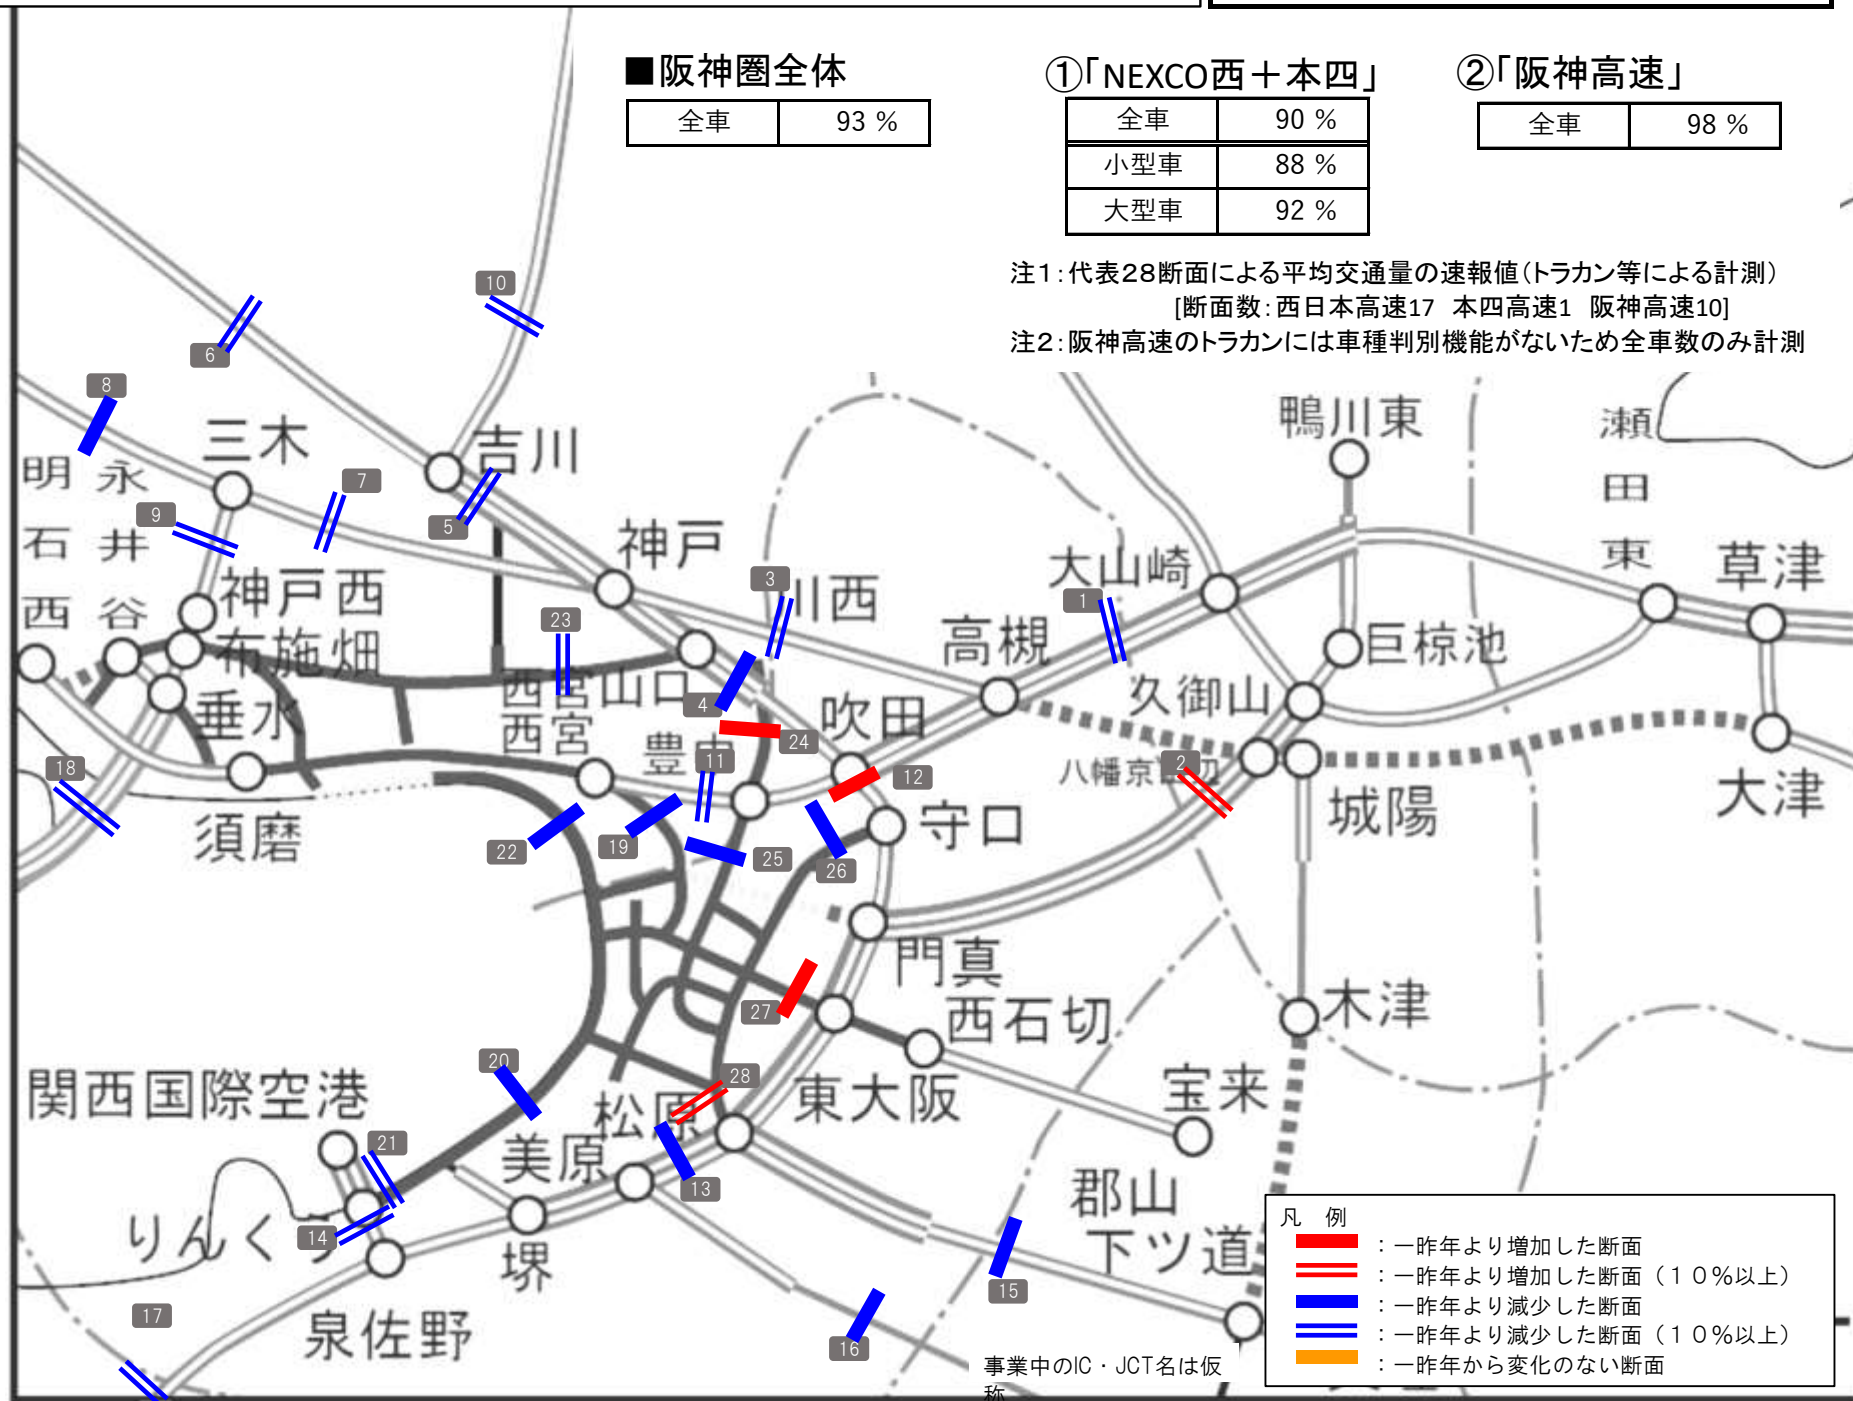 ■阪神圏全体
全車 93 %
①「NEXCO西＋本四」
全車 90 %
小型車 88 %
大型車 92 %
②「阪神高速」
全車 98 %
注1：代表28断面による平均交通量の速報値（トラカン等による計測）
[断面数：西日本高速17 本四高速1 阪神高速10]
注2：阪神高速のトラカンには車種判別機能がないため全車数のみ計測
10
6
8
三木
吉川
鴨川東
瀬田東
明石西
永井谷
7
9
5
神戸
大山崎
草津
神戸西
3
川西
1
布施畑
23
高槻
巨椋池
西宮山口
4
久御山
垂水
西宮
24
吹田
豊中
11
12
八幡京田辺
2
18
城陽
大津
須磨
守口
22
19
25
26
門真
27
西石切
木津
20
28
関西国際空港
松原
東大阪
宝来
21
美原
13
郡山下ツ道
りんくう
14
堺
15
17
泉佐野
16
事業中のIC・JCT名は仮
称
凡 例
：一昨年より増加した断面
：一昨年より増加した断面（１０％以上）
：一昨年より減少した断面
：一昨年より減少した断面（１０％以上）
：一昨年から変化のない断面